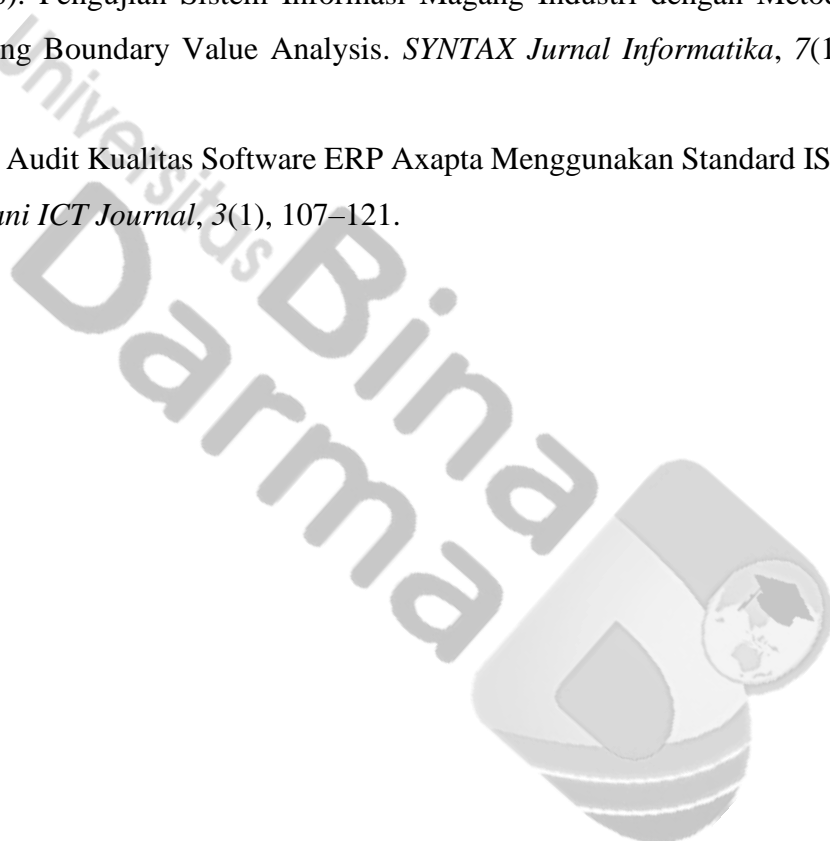 ). Pengujian Sistem Informasi Magang Industri dengan Metod
ng Boundary Value Analysis. SYNTAX Jurnal Informatika, 7(1
Audit Kualitas Software ERP Axapta Menggunakan Standard IS
ni ICT Journal, 3(1), 107–121.
Universitas
Bina
Darma